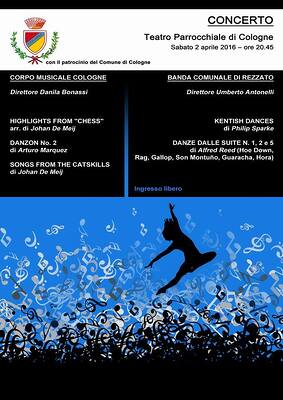 CONCERTO
Teatro Parrocchiale di Cologne
Sabato 2 aprile 2016 – ore 20.45
con il patrocinio del Comune di Cologne
CORPO MUSICALE COLOGNE
Direttore Danila Bonassi
HIGHLIGHTS FROM "CHESS"
arr. di Johan De Meij
DANZON No. 2
di Arturo Marquez
SONGS FROM THE CATSKILLS
di Johan De Meij
BANDA COMUNALE DI REZZATO
Direttore Umberto Antonelli
KENTISH DANCES
di Philip Sparke
DANZE DALLE SUITE N. 1, 2 e 5
di Alfred Reed (Hoe Down,
Rag, Gallop, Son Montuño, Guaracha, Hora)
Ingresso libero